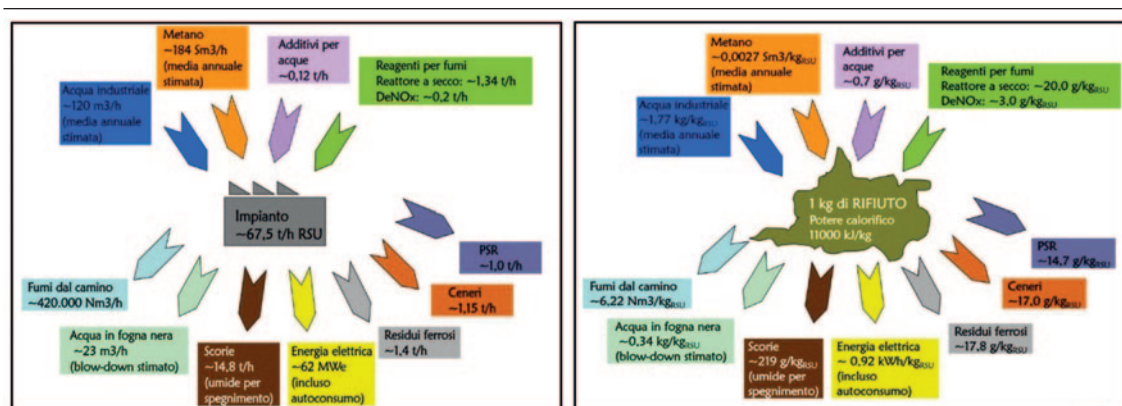 Metano
~184 Sm3/h
(media annuale
stimata)
Additivi per
acque
~0,12 t/h
Reagenti per fumi
Reattore a secco: ~1,34 t/h
DeNOx: ~0,2 t/h
Acqua industriale
~120 m3/h
(media annuale
stimata)
Impianto
~67,5 t/h RSU
PSR
~1,0 t/h
Fumi dal camino
~420.000 Nm3/h
Ceneri
~1,15 t/h
Acqua in fogna nera
~23 m3/h
(blow-down stimato)
Residui ferrosi
~1,4 t/h
Scorie
~14,8 t/h
(umide per
spegnimento)
Energia elettrica
~62 MWe
(incluso
autoconsumo)
Metano
~0,0027 Sm3/kgRSU
(media annuale
stimata)
Additivi per
acque
~0,7 g/kgRSU
Reagenti per fumi
Reattore a secco: ~20,0 g/kgRSU
DeNOx: ~3,0 g/kgRSU
Acqua industriale
~1,77 kg/kgRSU
(media annuale
stimata)
1 kg di RIFIUTO
Potere calorifico
11000 kJ/kg
PSR
~14,7 g/kgRSU
Fumi dal camino
~6,22 Nm3/kgRSU
Ceneri
~17,0 g/kgRSU
Acqua in fogna nera
~0,34 kg/kgRSU
(blow-down stimato)
Residui ferrosi
~17,8 g/kgRSU
Scorie
~219 g/kgRSU
(umide per
spegnimento)
Energia elettrica
~ 0,92 kWh/kgRSU
(incluso
autoconsumo)